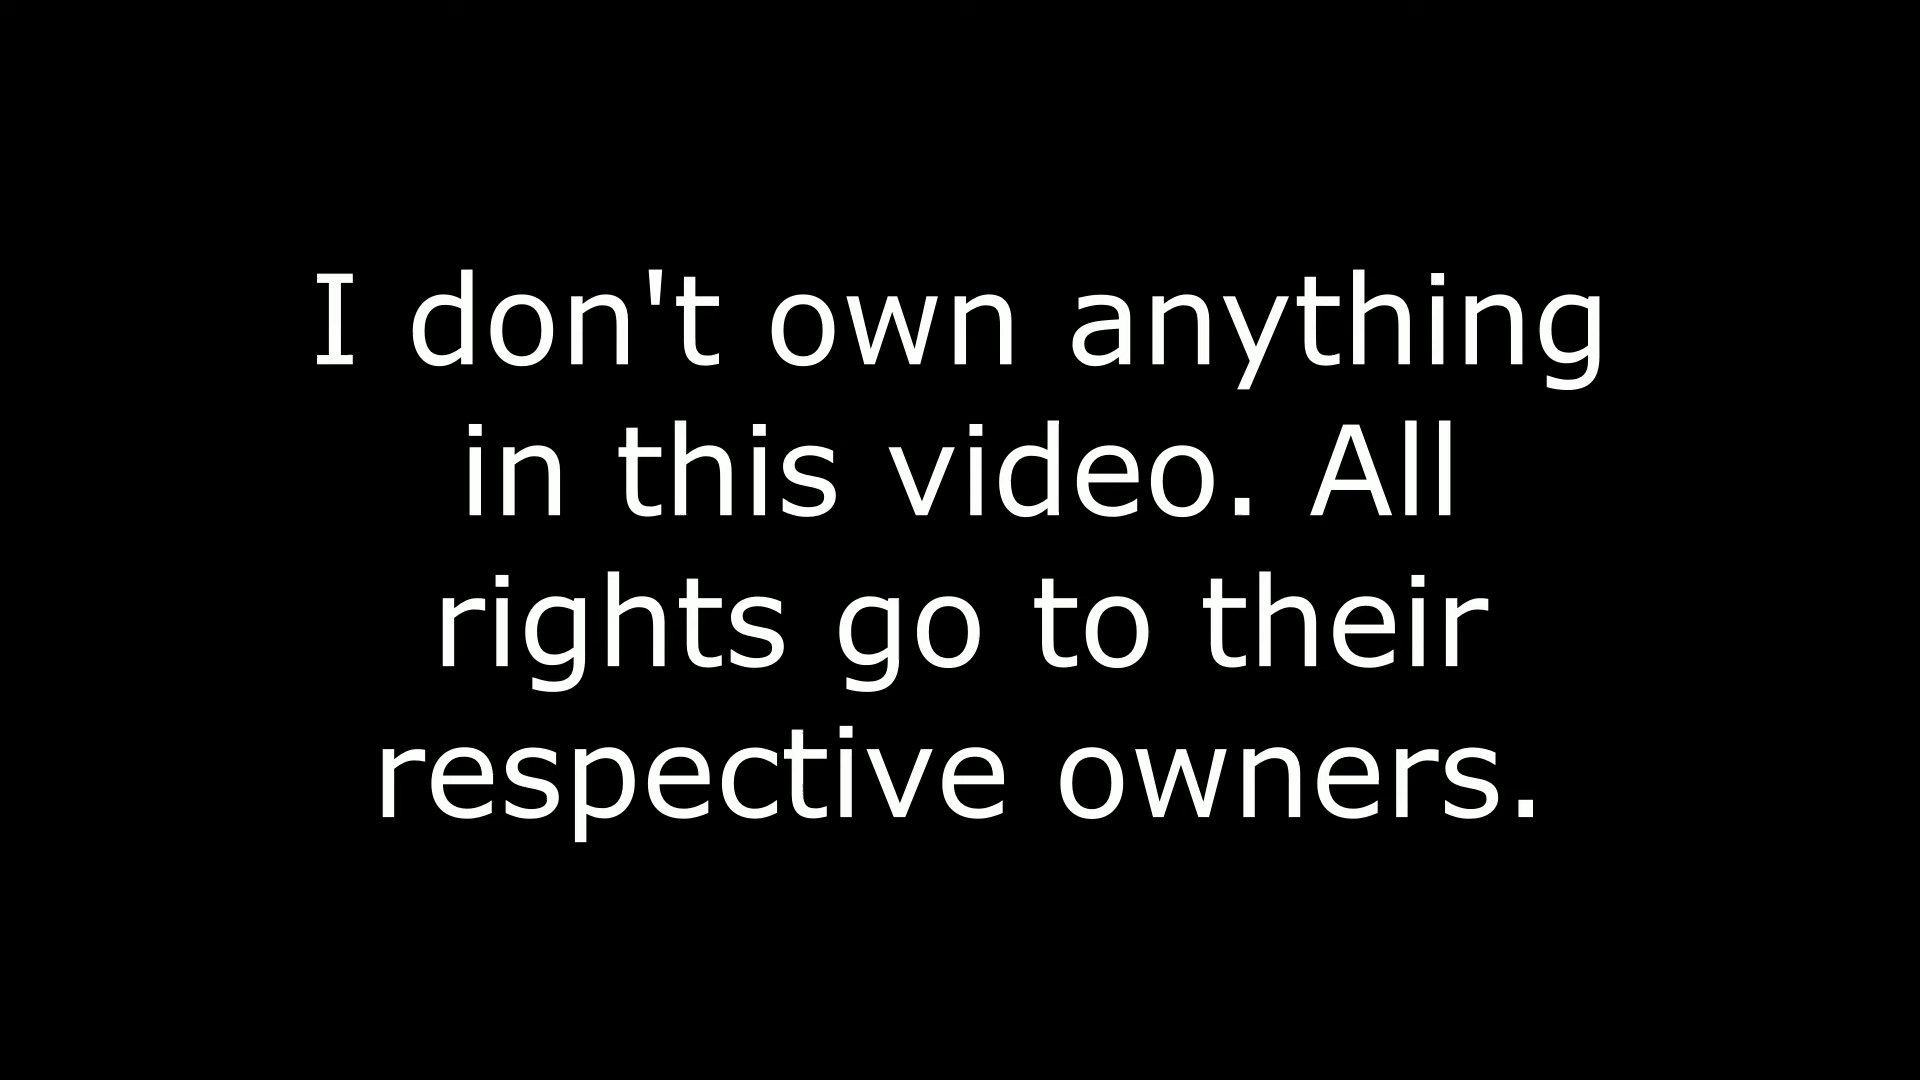 I don't own anything
in this video. All
rights go to their
respective owners.